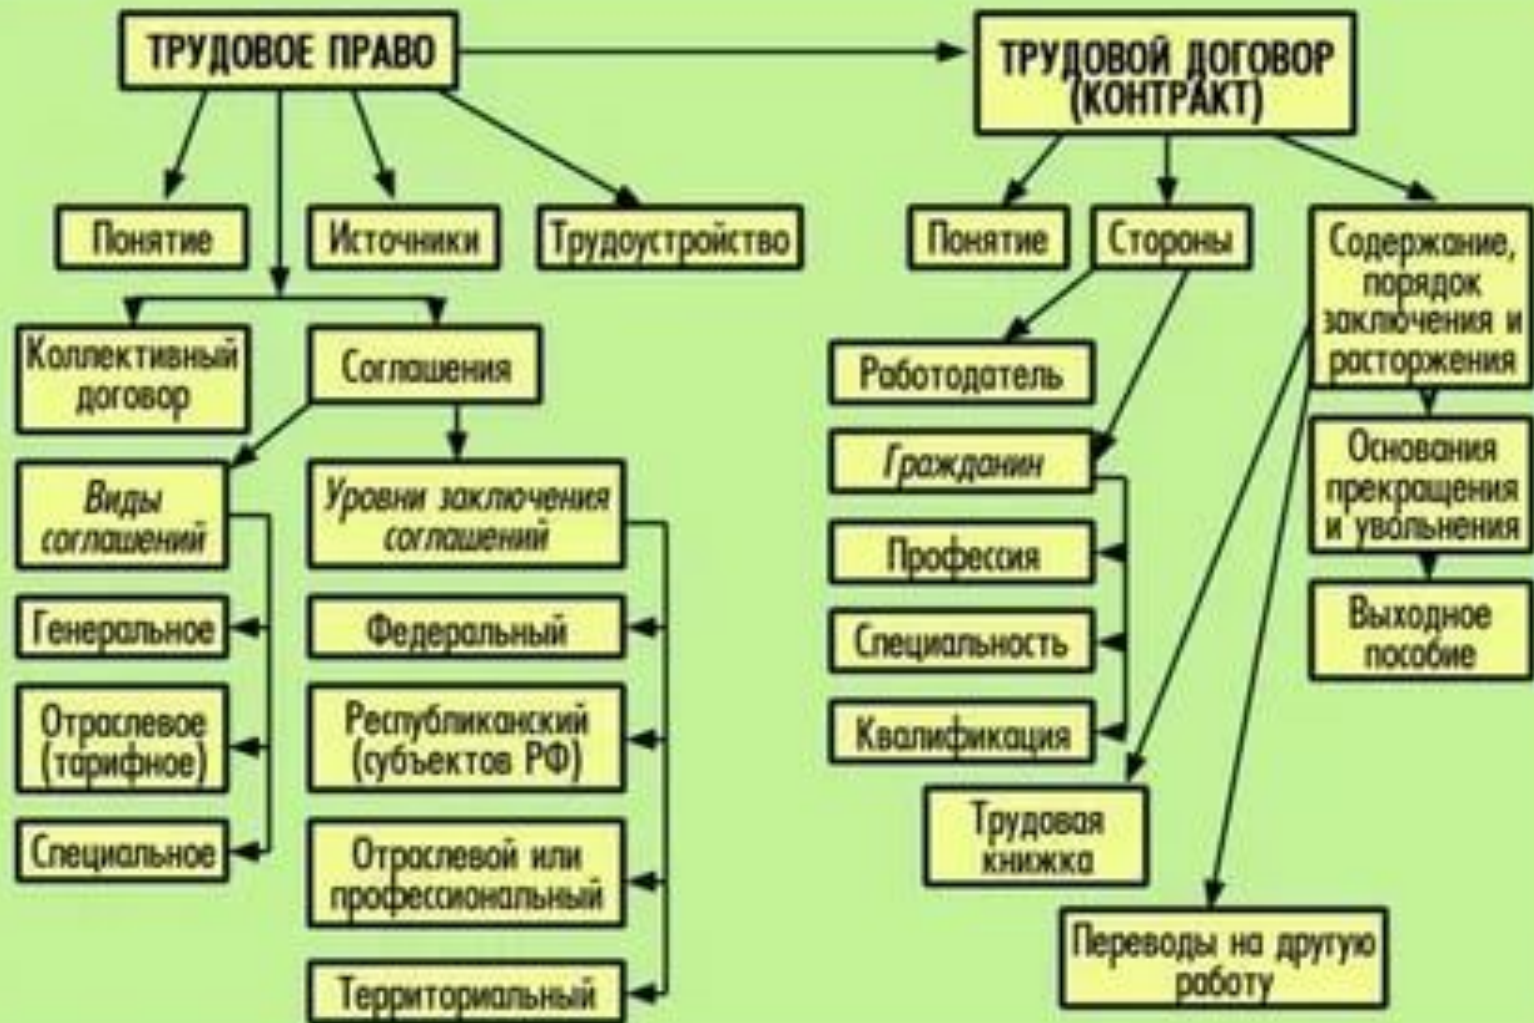 ТРУДОВОЕ ПРАВО
ТРУДОВОЙ ДОГОВОР
(КОНТРАКТ)
Понятие
Источники
Трудоустройство
Понятие
Стороны
Содержание,
порядок
заключения и
расторжения
Коллективный
договор
Соглашения
Работодатель
Гражданин
Основания
прекращения
и увольнения
Виды
соглашений
Уровни заключения
соглашений
Профессия
Генеральное
Федеральный
Специальность
Выходное
пособие
Отраслевое
(тарифное)
Республиканский
(субъектов РФ)
Квалификация
Специальное
Отраслевой или
профессиональный
Трудовая
книжка
Территориальный
Переводы на другую
работу